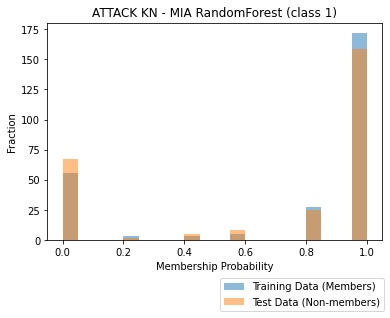 ATTACK KN - MIA RandomForest (class 1)
Fraction
175
150
125
100
75
50
25
0
0.0 0.2 0.4 0.6 0.8 1.0
Membership Probability
Training Data (Members)
Test Data (Non-members)